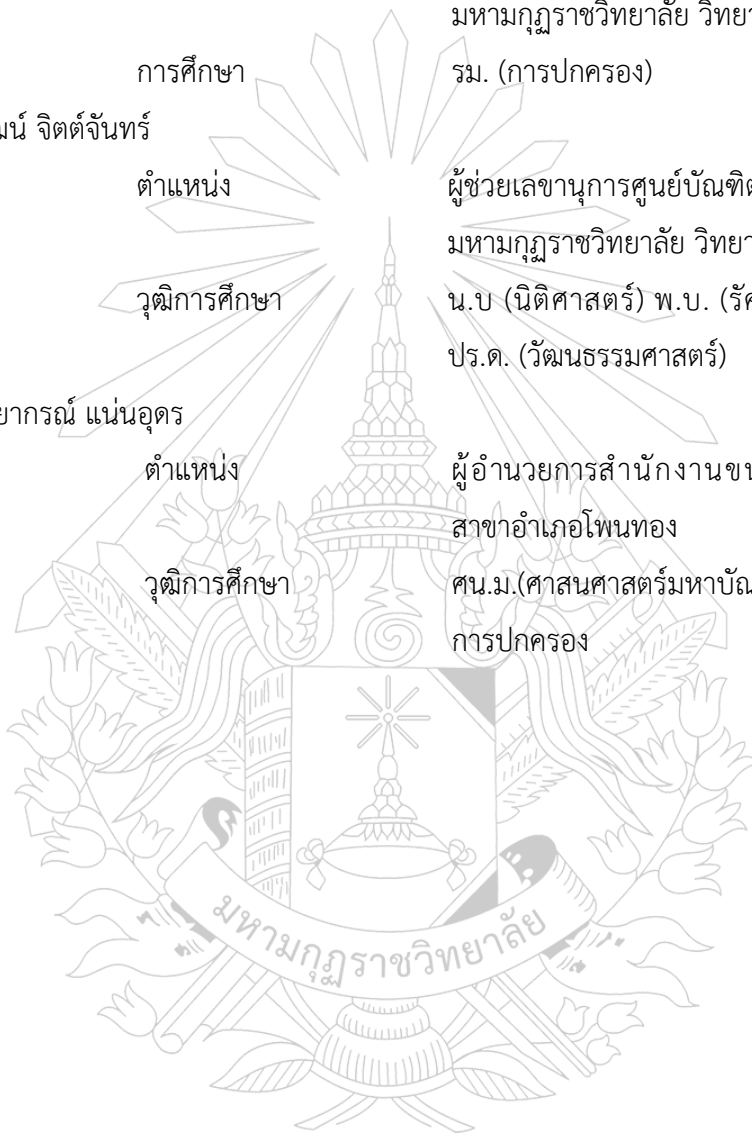 มหามกุฏราชวิทยาลัย วิทยา
การศึกษา รม. (การปกครอง)
ฒน์ จิตต์จันทร์
ตำแหน่ง ผู้ช่วยเลขานุการศูนย์บัณฑิต
มหามกุฏราชวิทยาลัย วิทยา
วุฒิการศึกษา น.บ (นิติศาสตร์) พ.บ. (รัศ
ปร.ด. (วัฒนธรรมศาสตร์)
ยากรณ์ แน่นอุดร
ตำแหน่ง ผู้อำนวยการสำนักงานขน
สาขาอำเภอโพนทอง
วุฒิการศึกษา ศน.ม.(ศาสนศาสตร์มหาบัณ
การปกครอง
มหามกุฏราชวิทยาลัย